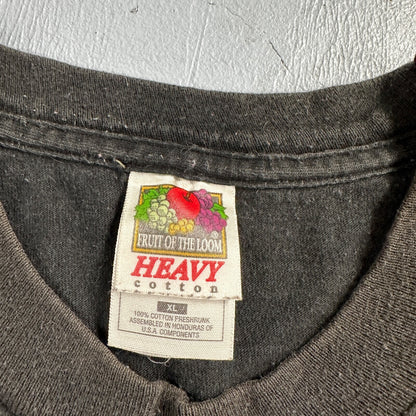 FRUIT OF THE LOOM
HEAVY
cotton
XL
100% COTTON PRESHRUNK
ASSEMBLED IN HONDURAS OF
U.S.A. COMPONENTS